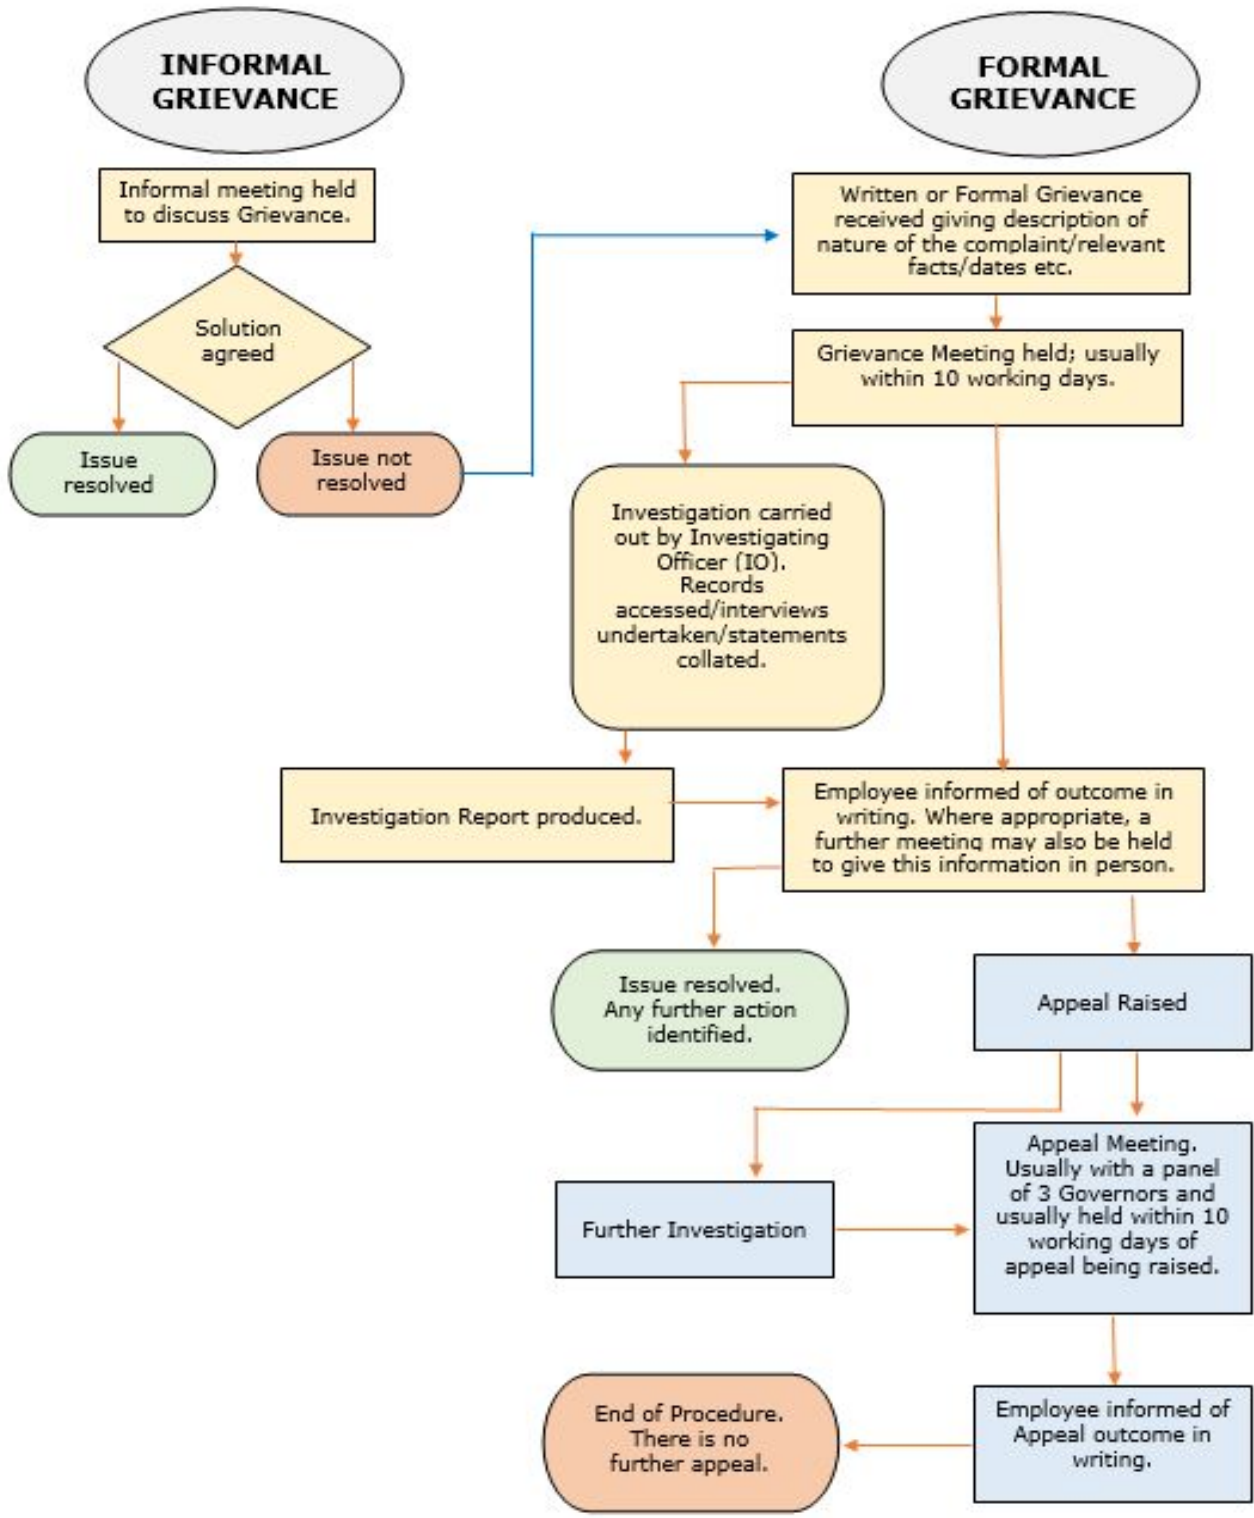 INFORMAL
GRIEVANCE
Informal meeting held
to discuss Grievance.
Solution
agreed
Issue
resolved
Issue not
resolved
FORMAL
GRIEVANCE
Written or Formal Grievance
received giving description of
nature of the complaint/relevant
facts/dates etc.
Grievance Meeting held; usually
within 10 working days.
Investigation carried
out by Investigating
Officer (IO).
Records
accessed/interviews
undertaken/statements
collated.
Investigation Report produced.
Employee informed of outcome in
writing. Where appropriate, a
further meeting may also be held
to give this information in person.
Issue resolved.
Any further action
identified.
Appeal Raised
Further Investigation
Appeal Meeting.
Usually with a panel
of 3 Governors and
usually held within 10
working days of
appeal being raised.
Employee informed of
Appeal outcome in
writing.
End of Procedure.
There is no
further appeal.